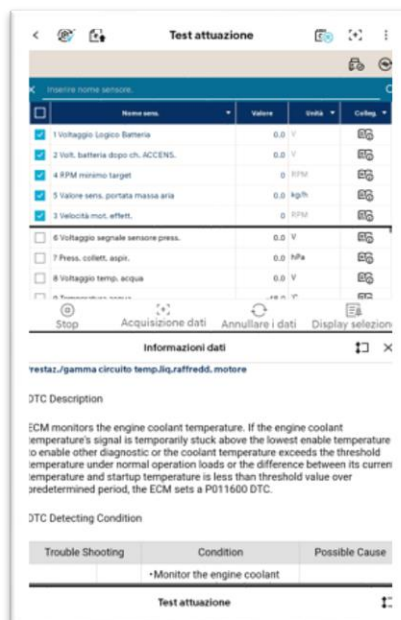 Test attuazione
Inserire nome sensore.
Nome sens. Valore Unità Colleg.
1 Voltaggio Logico Batteria 0.0 V
2 Volt. batteria dopo ch. ACCENS. 0.0 V
4 RPM minimo target 0 RPM
5 Valore sens. portata massa aria 0.0 kg/h
3 Velocità mot. effett. 0 RPM
6 Voltaggio segnale sensore press. 0.0 V
7 Press. collett. aspir. 0.0 hPa
8 Voltaggio temp. acqua 0.0 V
9 Temperatura acqua -48.0 °C
Stop Acquisizione dati Annullare i dati Display selezion
Informazioni dati
restaz./gamma circuito temp.liq.raffredd. motore
DTC Description
ECM monitors the engine coolant temperature. If the engine coolant
temperature's signal is temporarily stuck above the lowest enable temperature
to enable other diagnostic or the coolant temperature exceeds the threshold
temperature under normal operation loads or the difference between its curren
temperature and startup temperature is less than threshold value over
predetermined period, the ECM sets a P011600 DTC.
DTC Detecting Condition
Trouble Shooting Condition Possible Cause
•Monitor the engine coolant
Test attuazione